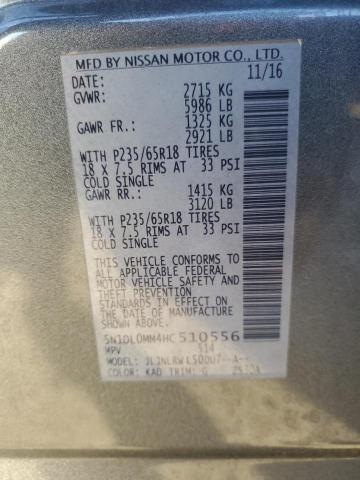 MFD BY NISSAN MOTOR CO., LTD.
DATE: 11/16
GVWR: 2715 KG
5986 LB
GAWR FR.: 1325 KG
2921 LB
WITH P235/65R18 TIRES
18 X 7.5 RIMS AT 33 PSI
COLD SINGLE
GAWR RR.: 1415 KG
3120 LB
WITH P235/65R18 TIRES
18 X 7.5 RIMS AT 33 PSI
COLD SINGLE
THIS VEHICLE CONFORMS TO
ALL APPLICABLE FEDERAL
MOTOR VEHICLE SAFETY AND
THEFT PREVENTION
STANDARDS IN EFFECT ON
THE DATE OF MANUFACTURE
SHOWN ABOVE.
5N1DL0MM4HC 510556
MPV
MODEL:
COLOR: KAD TRIM: G